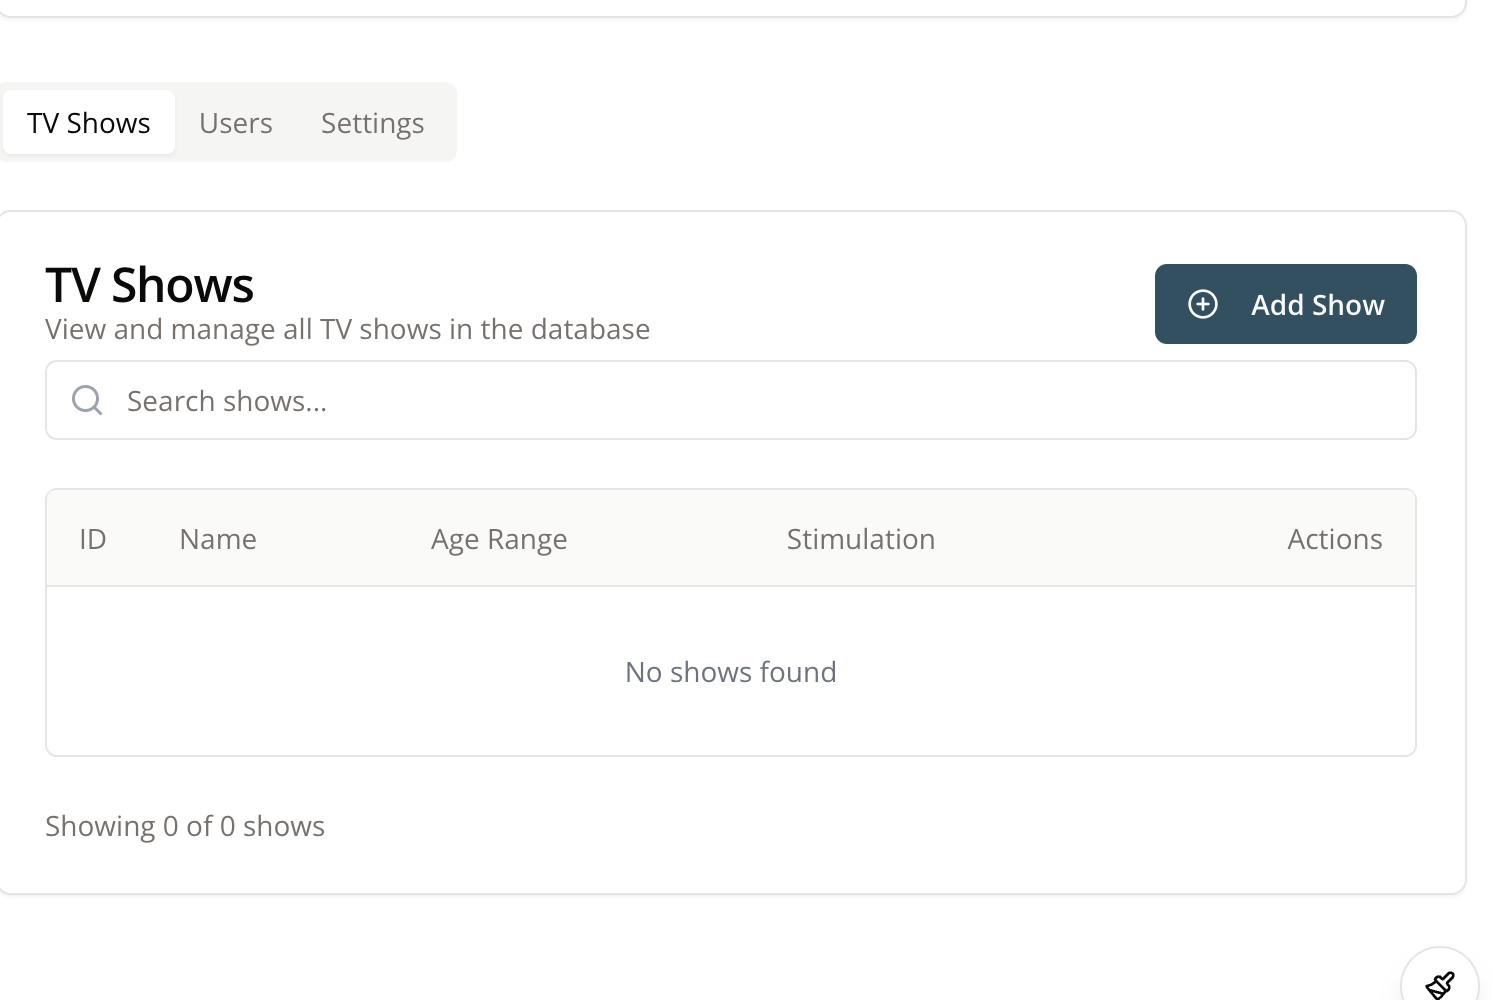 TV Shows Users Settings
TV Shows
View and manage all TV shows in the database
Add Show
Search shows...
ID Name Age Range Stimulation Actions
No shows found
Showing 0 of 0 shows